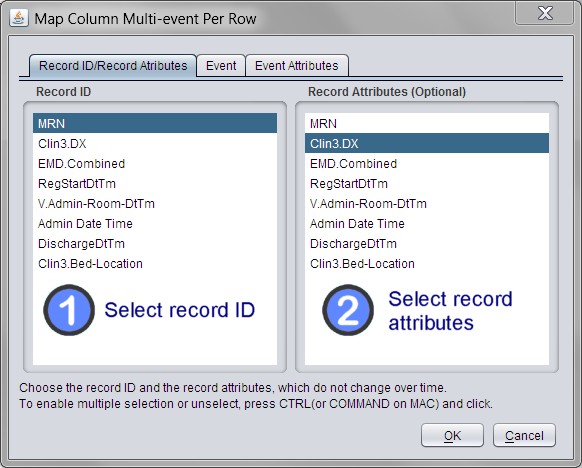 Map Column Multi-event Per Row
Record ID/Record Atributes
Event
Event Attributes
Record ID
MRN
Clin3.DX
EMD.Combined
RegStartDtTm
V.Admin-Room-DtTm
Admin Date Time
DischargeDtTm
Clin3.Bed-Location
1 Select record ID
Record Attributes (Optional)
MRN
Clin3.DX
EMD.Combined
RegStartDtTm
V.Admin-Room-DtTm
Admin Date Time
DischargeDtTm
Clin3.Bed-Location
2 Select record
attributes
Choose the record ID and the record attributes, which do not change over time.
To enable multiple selection or unselect, press CTRL(or COMMAND on MAC) and click.
OK
Cancel